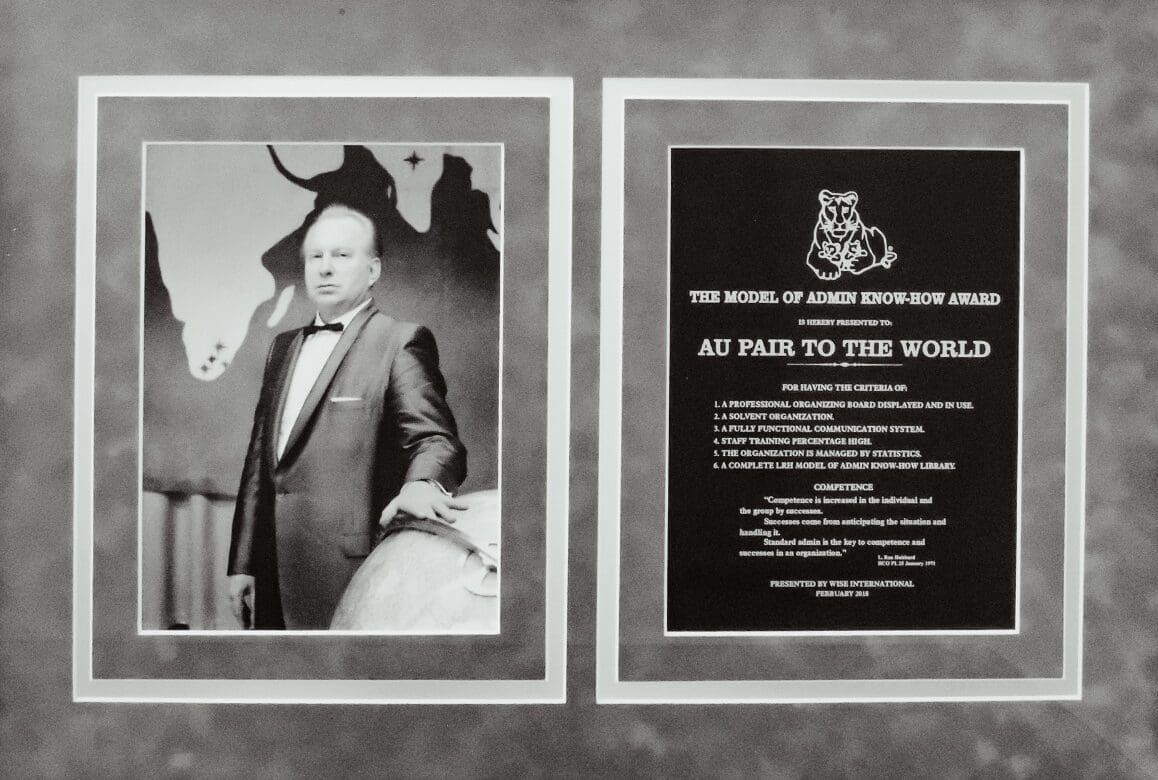 THE MODEL OF ADMIN KNOW-HOW AWARD
IS HEREBY PRESENTED TO:
AU PAIR TO THE WORLD
FOR HAVING THE CRITERIA OF:
1. A PROFESSIONAL ORGANIZING BOARD DISPLAYED AND IN USE.
2. A SOLVENT ORGANIZATION.
3. A FULLY FUNCTIONAL COMMUNICATION SYSTEM.
4. STAFF TRAINING PERCENTAGE HIGH.
5. THE ORGANIZATION IS MANAGED BY STATISTICS.
6. A COMPLETE LRH MODEL OF ADMIN KNOW-HOW LIBRARY.
COMPETENCE
“Competence is increased in the individual and
the group by successes.
Successes come from anticipating the situation and
handling it.
Standard admin is the key to competence and
successes in an organization.”
L. Ron Hubbard
HCO PL 25 January 1971
PRESENTED BY WISE INTERNATIONAL
FEBRUARY 2018